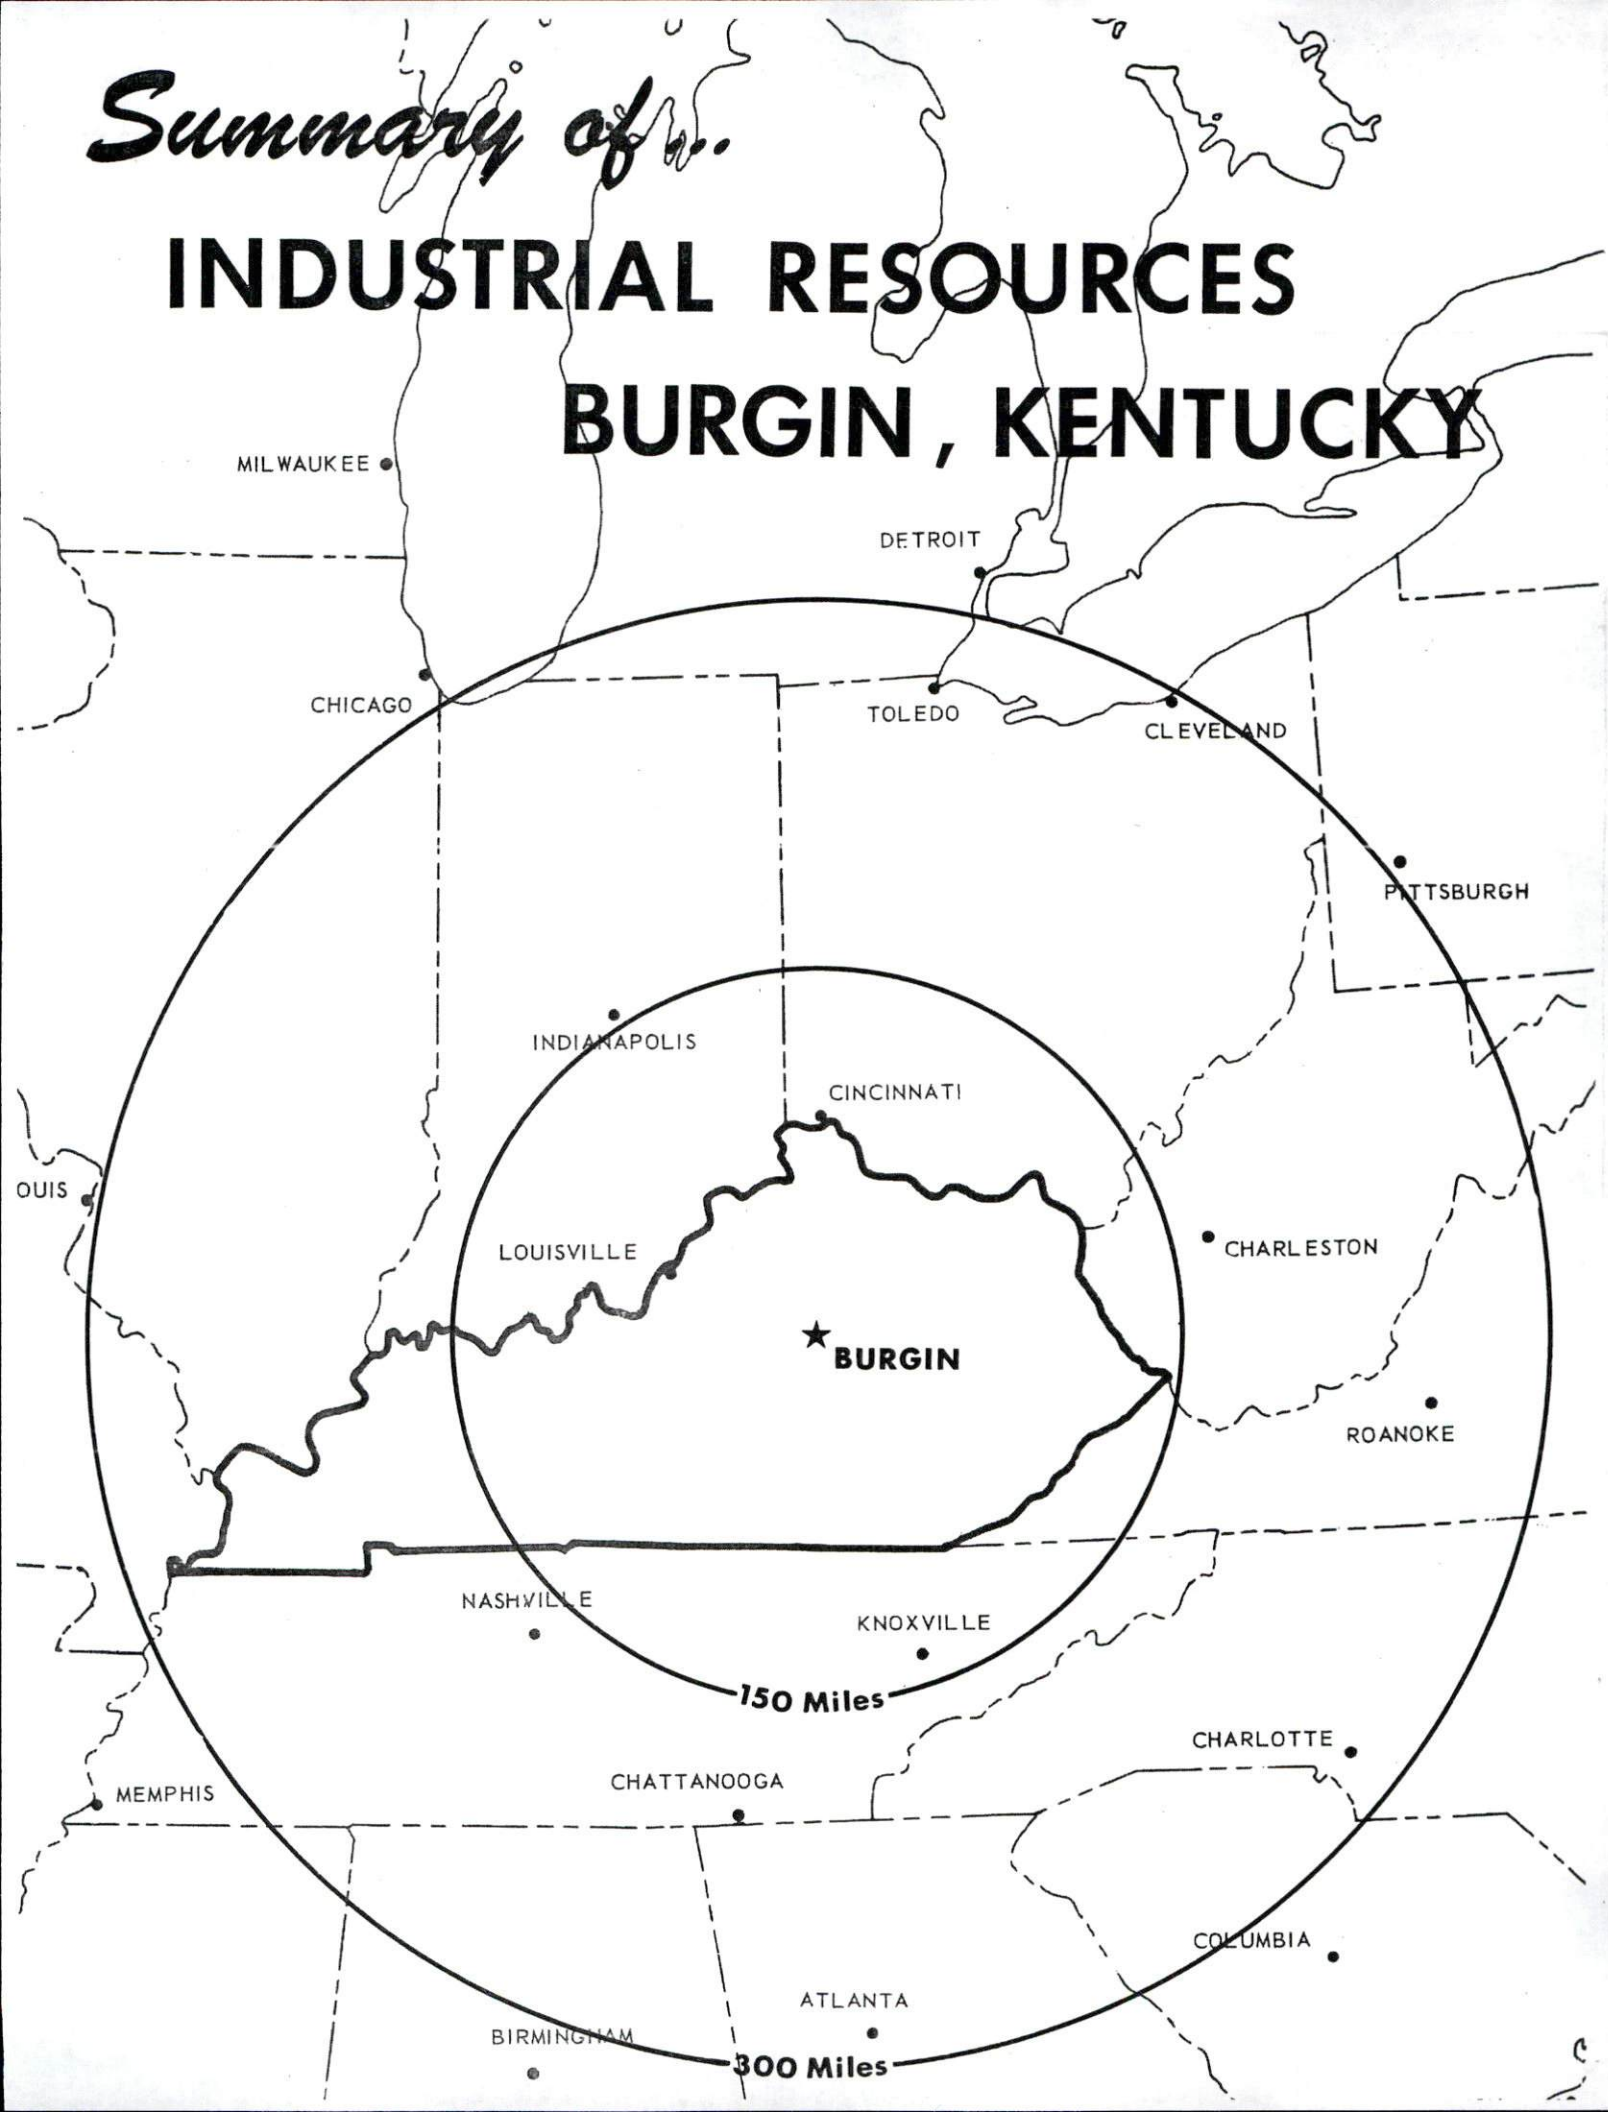 Summary of...
INDUSTRIAL RESOURCES
BURGIN, KENTUCKY
MILWAUKEE
DETROIT
CHICAGO
TOLEDO
CLEVELAND
PITTSBURGH
INDIANAPOLIS
CINCINNATI
OUIS
LOUISVILLE
CHARLESTON
BURGIN
ROANOKE
NASHVILLE
KNOXVILLE
150 Miles
CHARLOTTE
CHATTANOOGA
MEMPHIS
COLUMBIA
ATLANTA
BIRMINGHAM
300 Miles